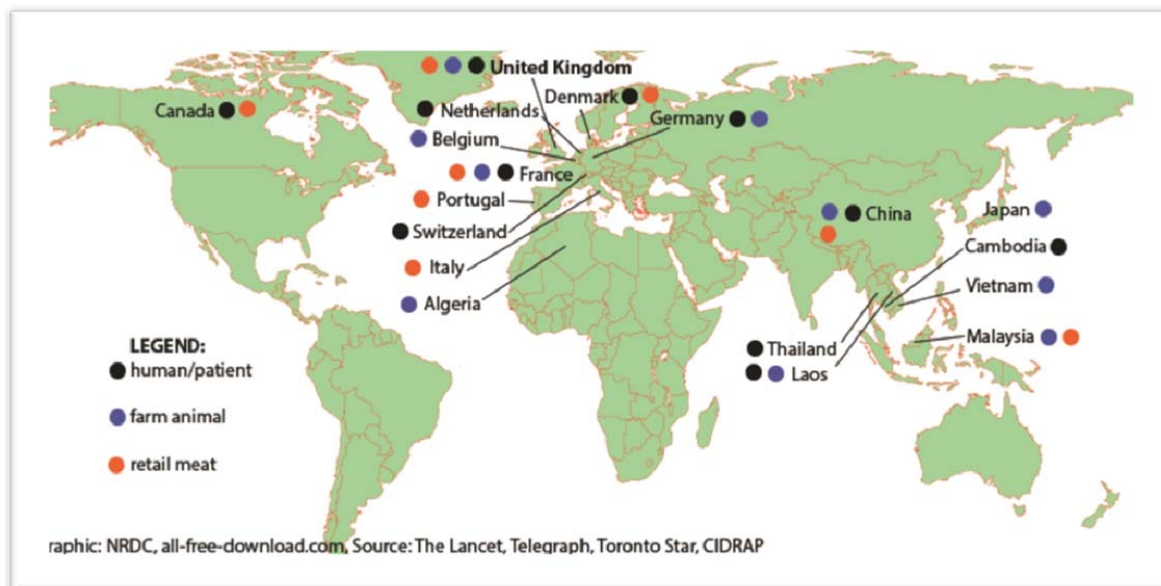 United Kingdom
Denmark
Canada
Netherlands
Germany
Belgium
France
Portugal
China
Japan
Switzerland
Cambodia
Italy
Vietnam
Algeria
Malaysia
LEGEND:
Thailand
human/patient
Laos
farm animal
retail meat
raphic: NRDC, all-free-download.com, Source: The Lancet, Telegraph, Toronto Star, CIDRAP